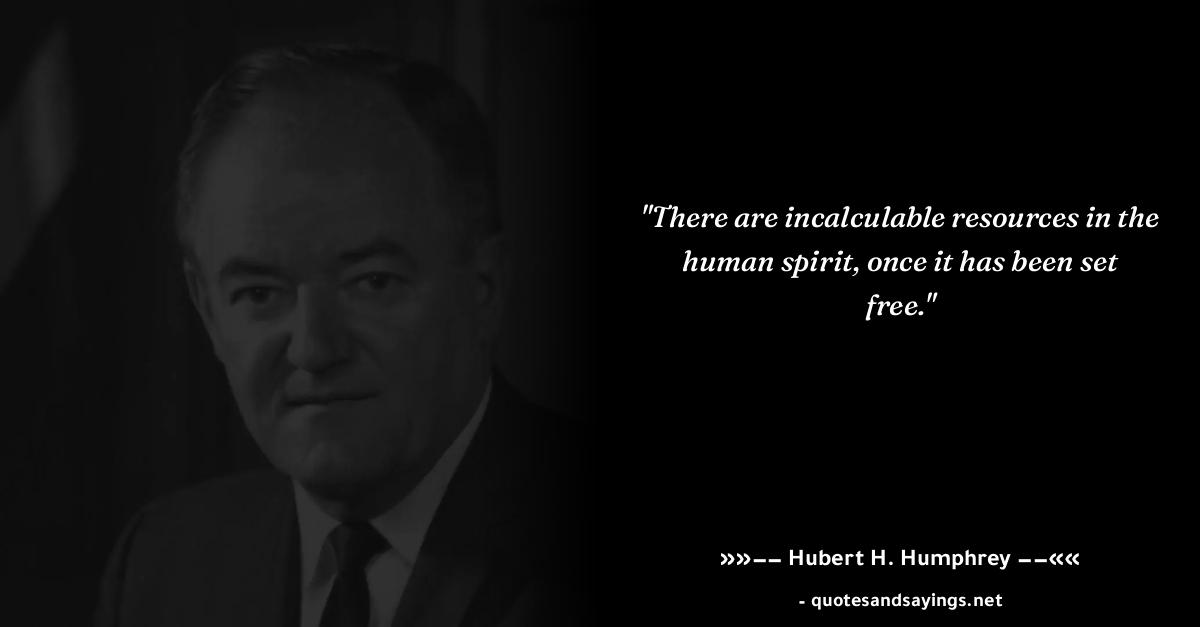 "There are incalculable resources in the
human spirit, once it has been set
free."
»»−− Hubert H. Humphrey −−««
- quotesandsayings.net